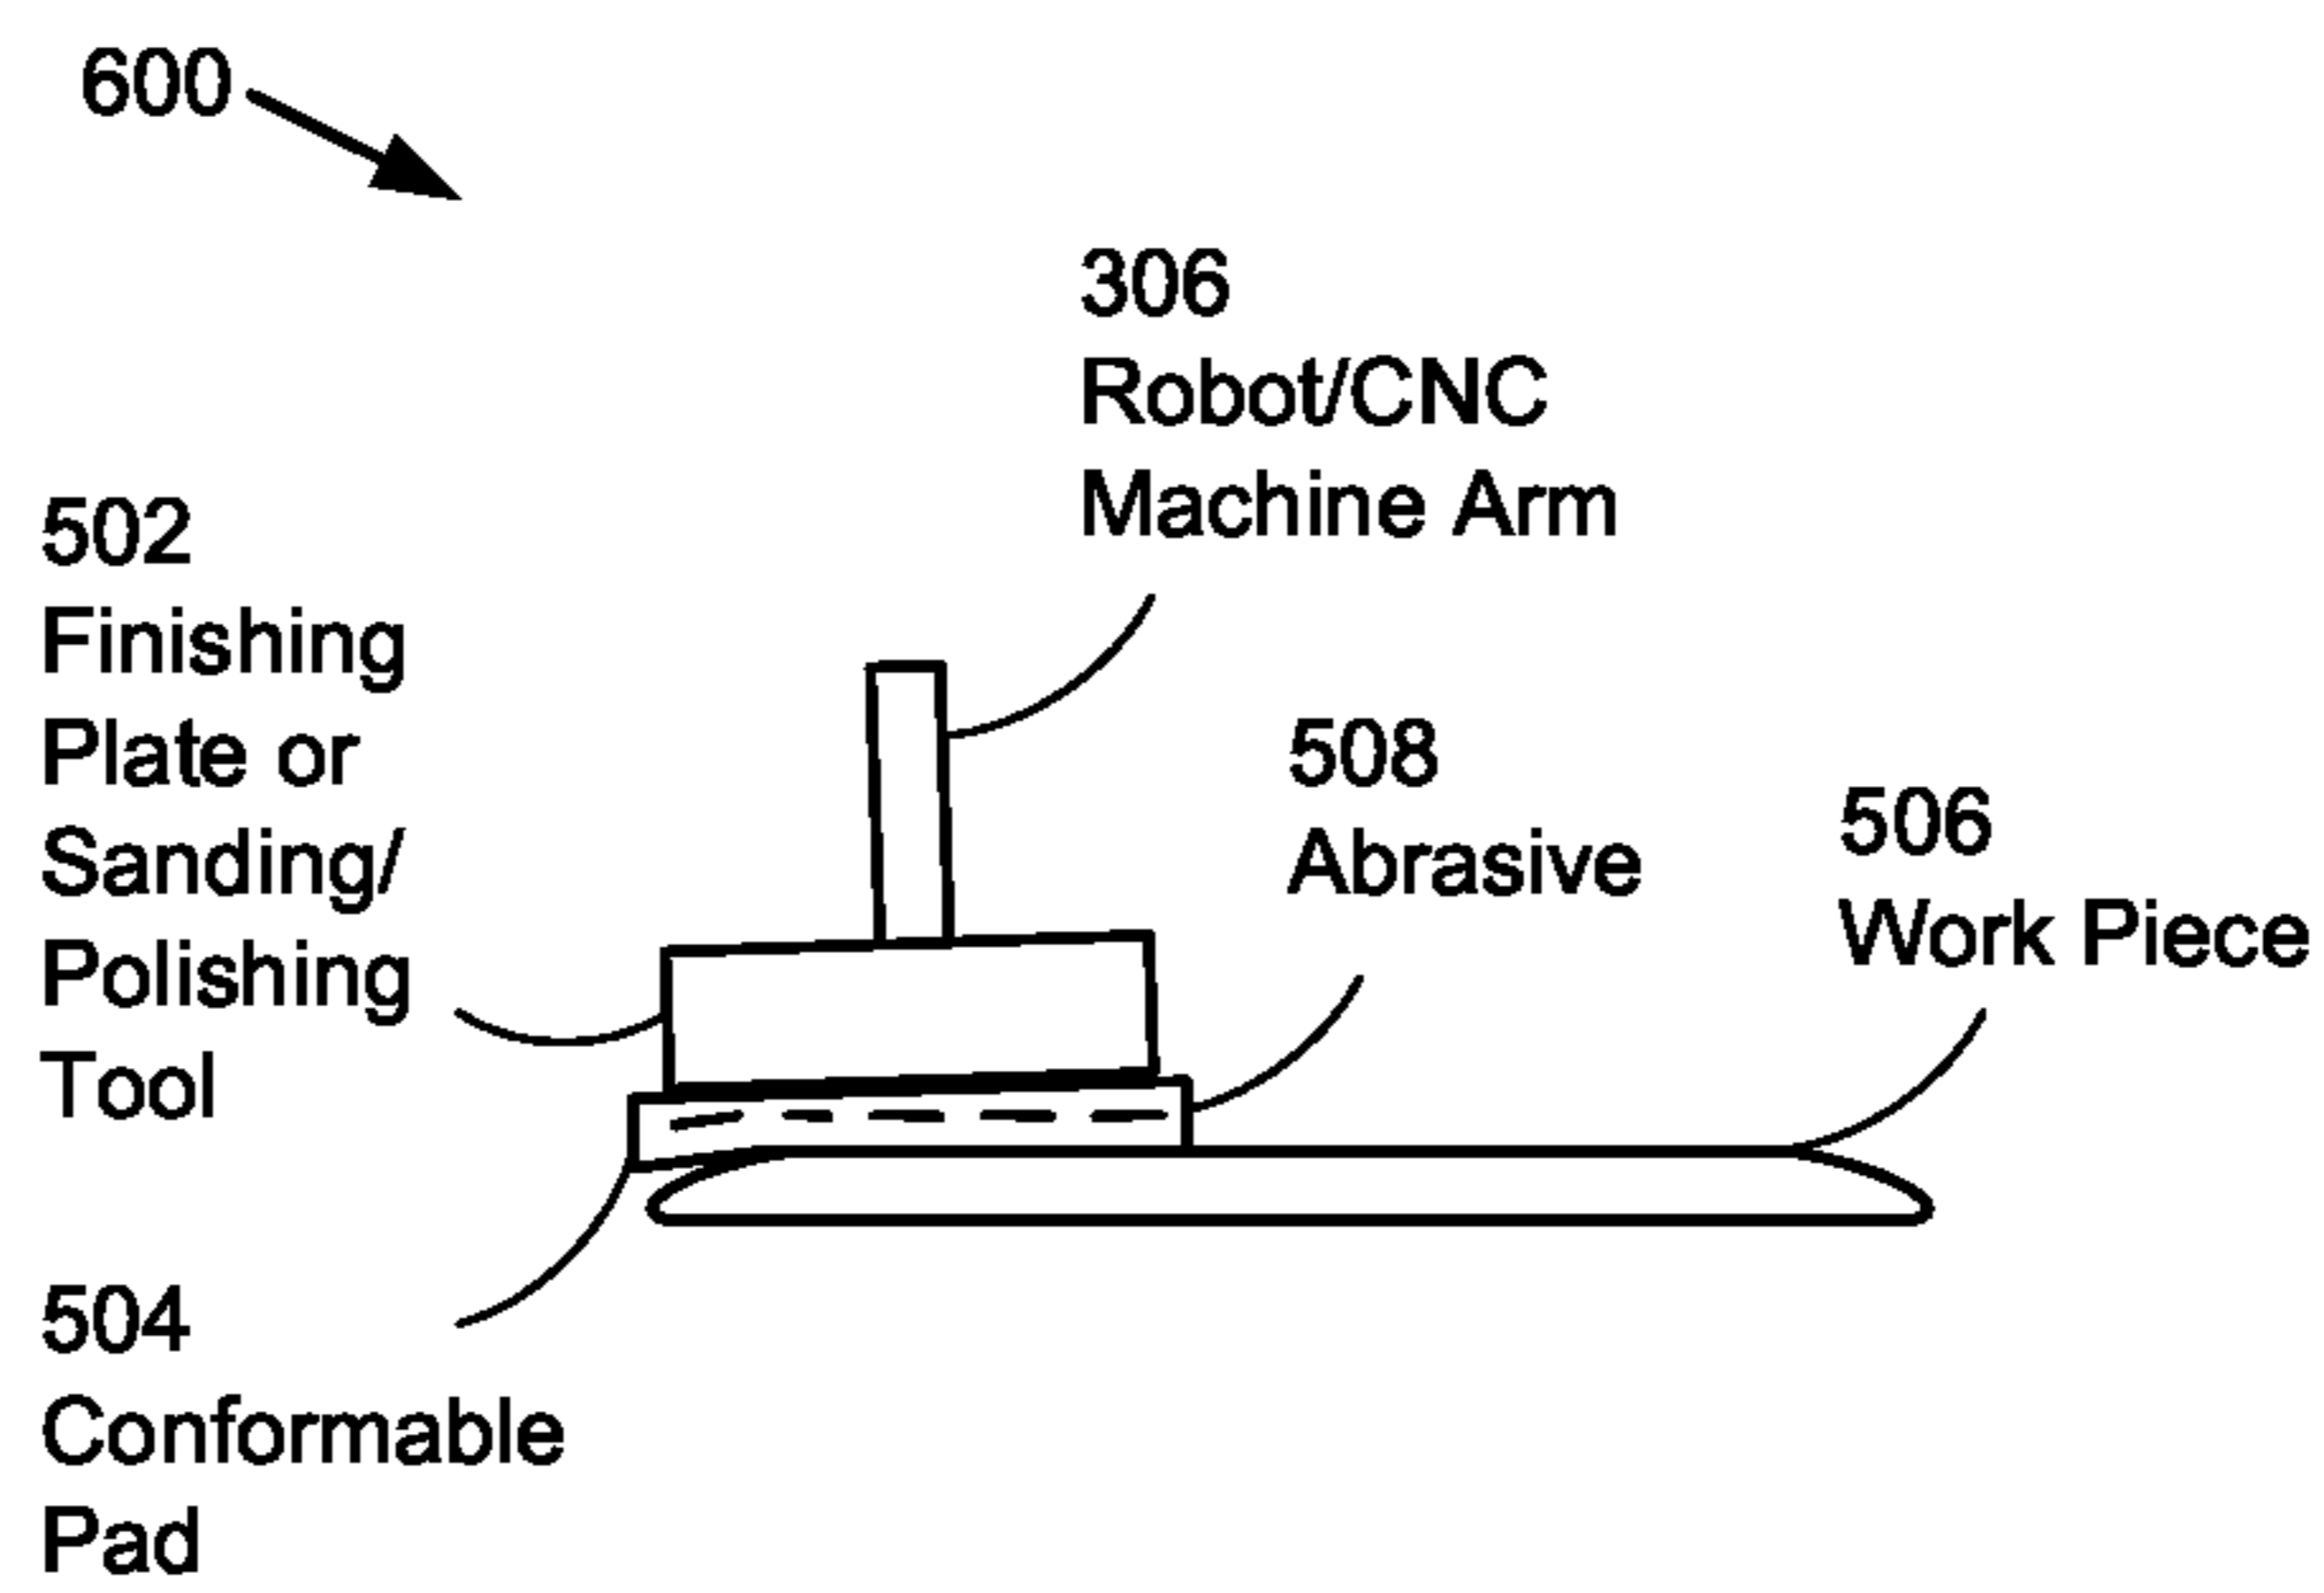 600
306
Robot/CNC
Machine Arm
502
Finishing
Plate or
Sanding/
Polishing
Tool
508
Abrasive
506
Work Piece
504
Conformable
Pad